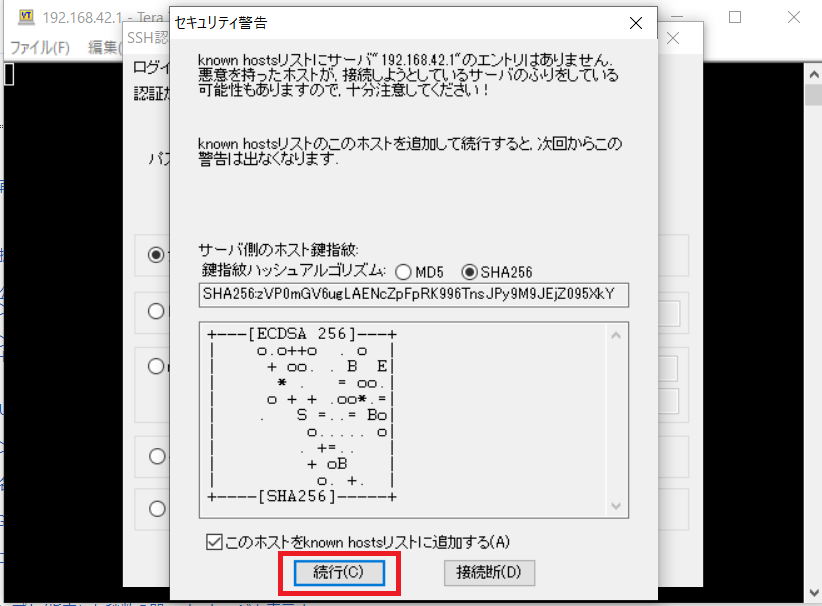 192.168.42.1 - Tera
セキュリティ警告
ファイル(F) 編集(
SSH認
ログイ
認証が
パス
known hostsリストにサーバ"192.168.42.1"のエントリはありません.
悪意を持ったホストが, 接続しようとしているサーバのふりをしている
可能性もありますので, 十分注意してください!
known hostsリストのこのホストを追加して続行すると, 次回からこの
警告は出なくなります.
サーバ側のホスト鍵指紋:
鍵指紋ハッシュアルゴリズム: MD5 SHA256
SHA256:zVP0mGV6ugLAENcZpFpRK996TnsJPy9M9JEjZ095XkY
+---[ECDSA 256]---+
|    o.o++o  . o  |
|     + oo. .  B  E|
|      * .   = oo.|
|     o + + .oo*.=|
|    .   S =..= Bo|
|         o..... o|
|        . +=..   |
|         + oB    |
|          o. +.  |
+----[SHA256]-----+
このホストをknown hostsリストに追加する(A)
続行(C) 接続断(D)